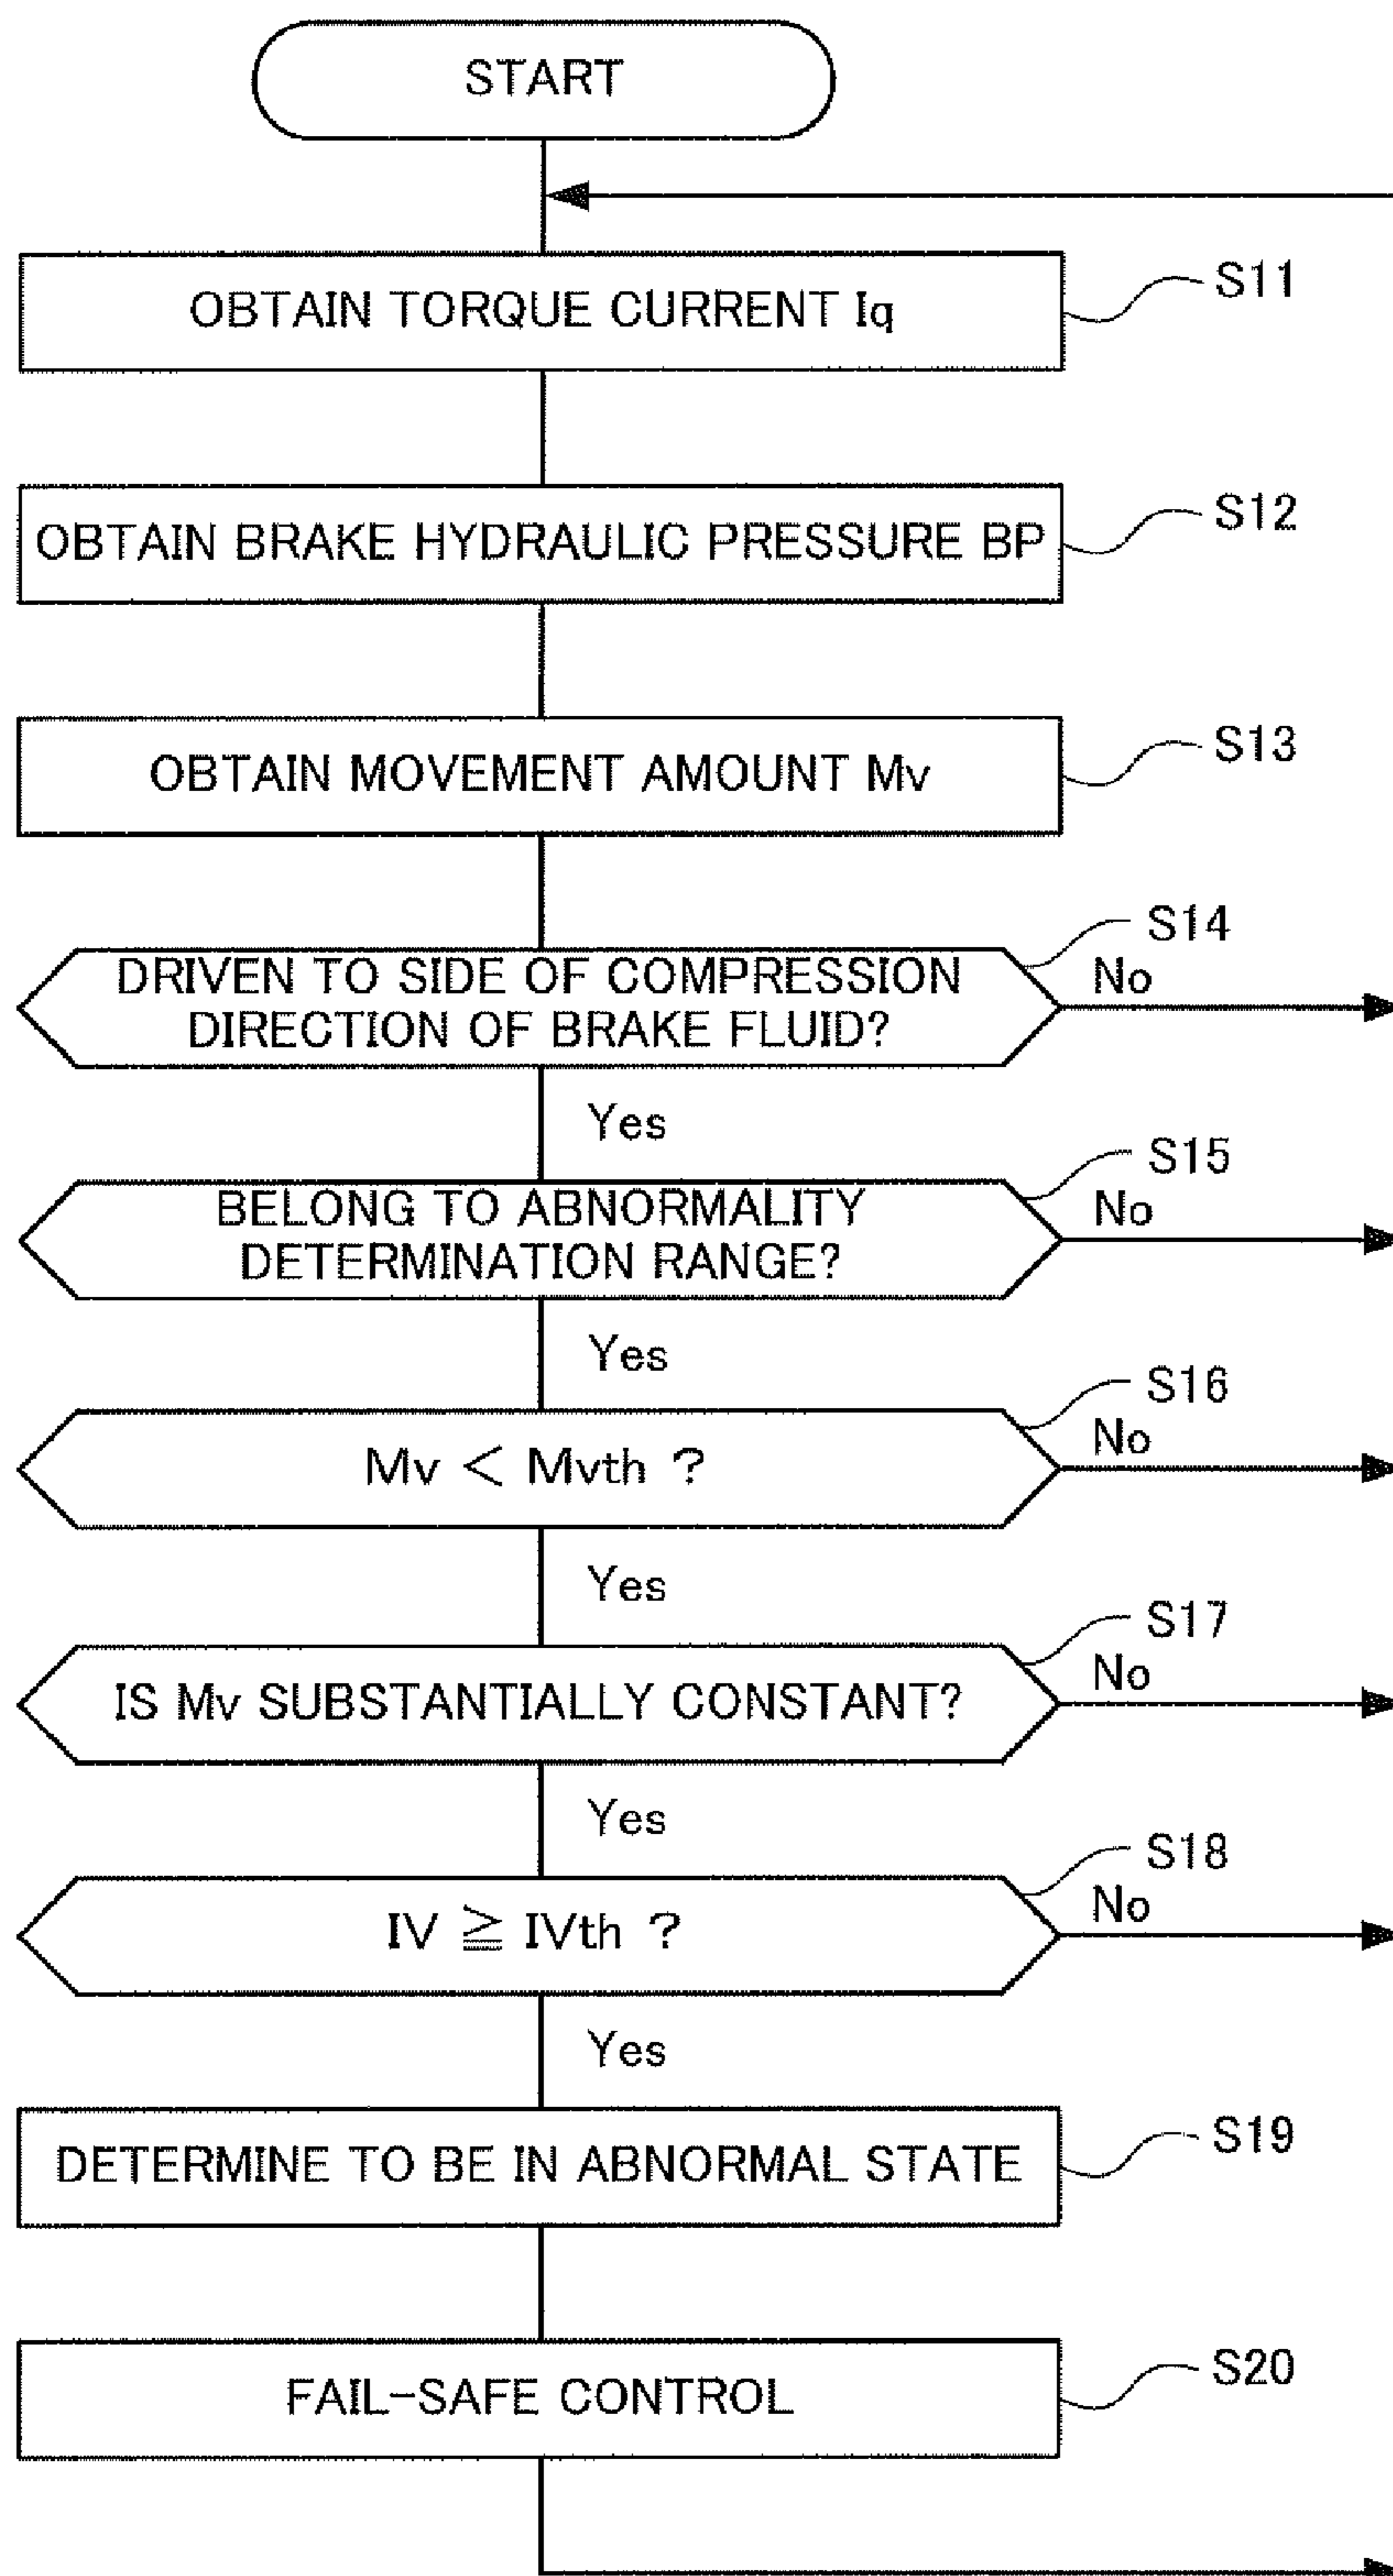 START
OBTAIN TORQUE CURRENT Iq
S11
OBTAIN BRAKE HYDRAULIC PRESSURE BP
S12
OBTAIN MOVEMENT AMOUNT Mv
S13
DRIVEN TO SIDE OF COMPRESSION
DIRECTION OF BRAKE FLUID?
S14
No
Yes
BELONG TO ABNORMALITY
DETERMINATION RANGE?
S15
No
Yes
Mv < Mvth ?
S16
No
Yes
IS Mv SUBSTANTIALLY CONSTANT?
S17
No
Yes
IV ≧ IVth ?
S18
No
Yes
DETERMINE TO BE IN ABNORMAL STATE
S19
FAIL-SAFE CONTROL
S20